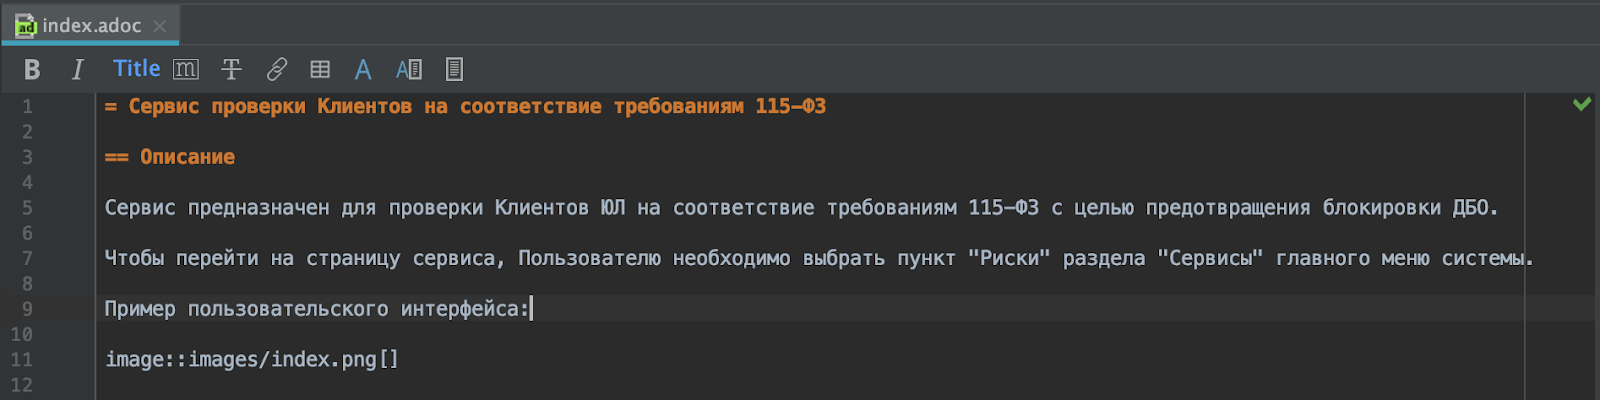 index.adoc
B I Title m T A A
1 = Сервис проверки Клиентов на соответствие требованиям 115-ФЗ
2
3 == Описание
4
5 Сервис предназначен для проверки Клиентов ЮЛ на соответствие требованиям 115-ФЗ с целью предотвращения блокировки ДБО.
6
7 Чтобы перейти на страницу сервиса, Пользователю необходимо выбрать пункт "Риски" раздела "Сервисы" главного меню системы.
8
9 Пример пользовательского интерфейса:
10
11 image::images/index.png[]
12